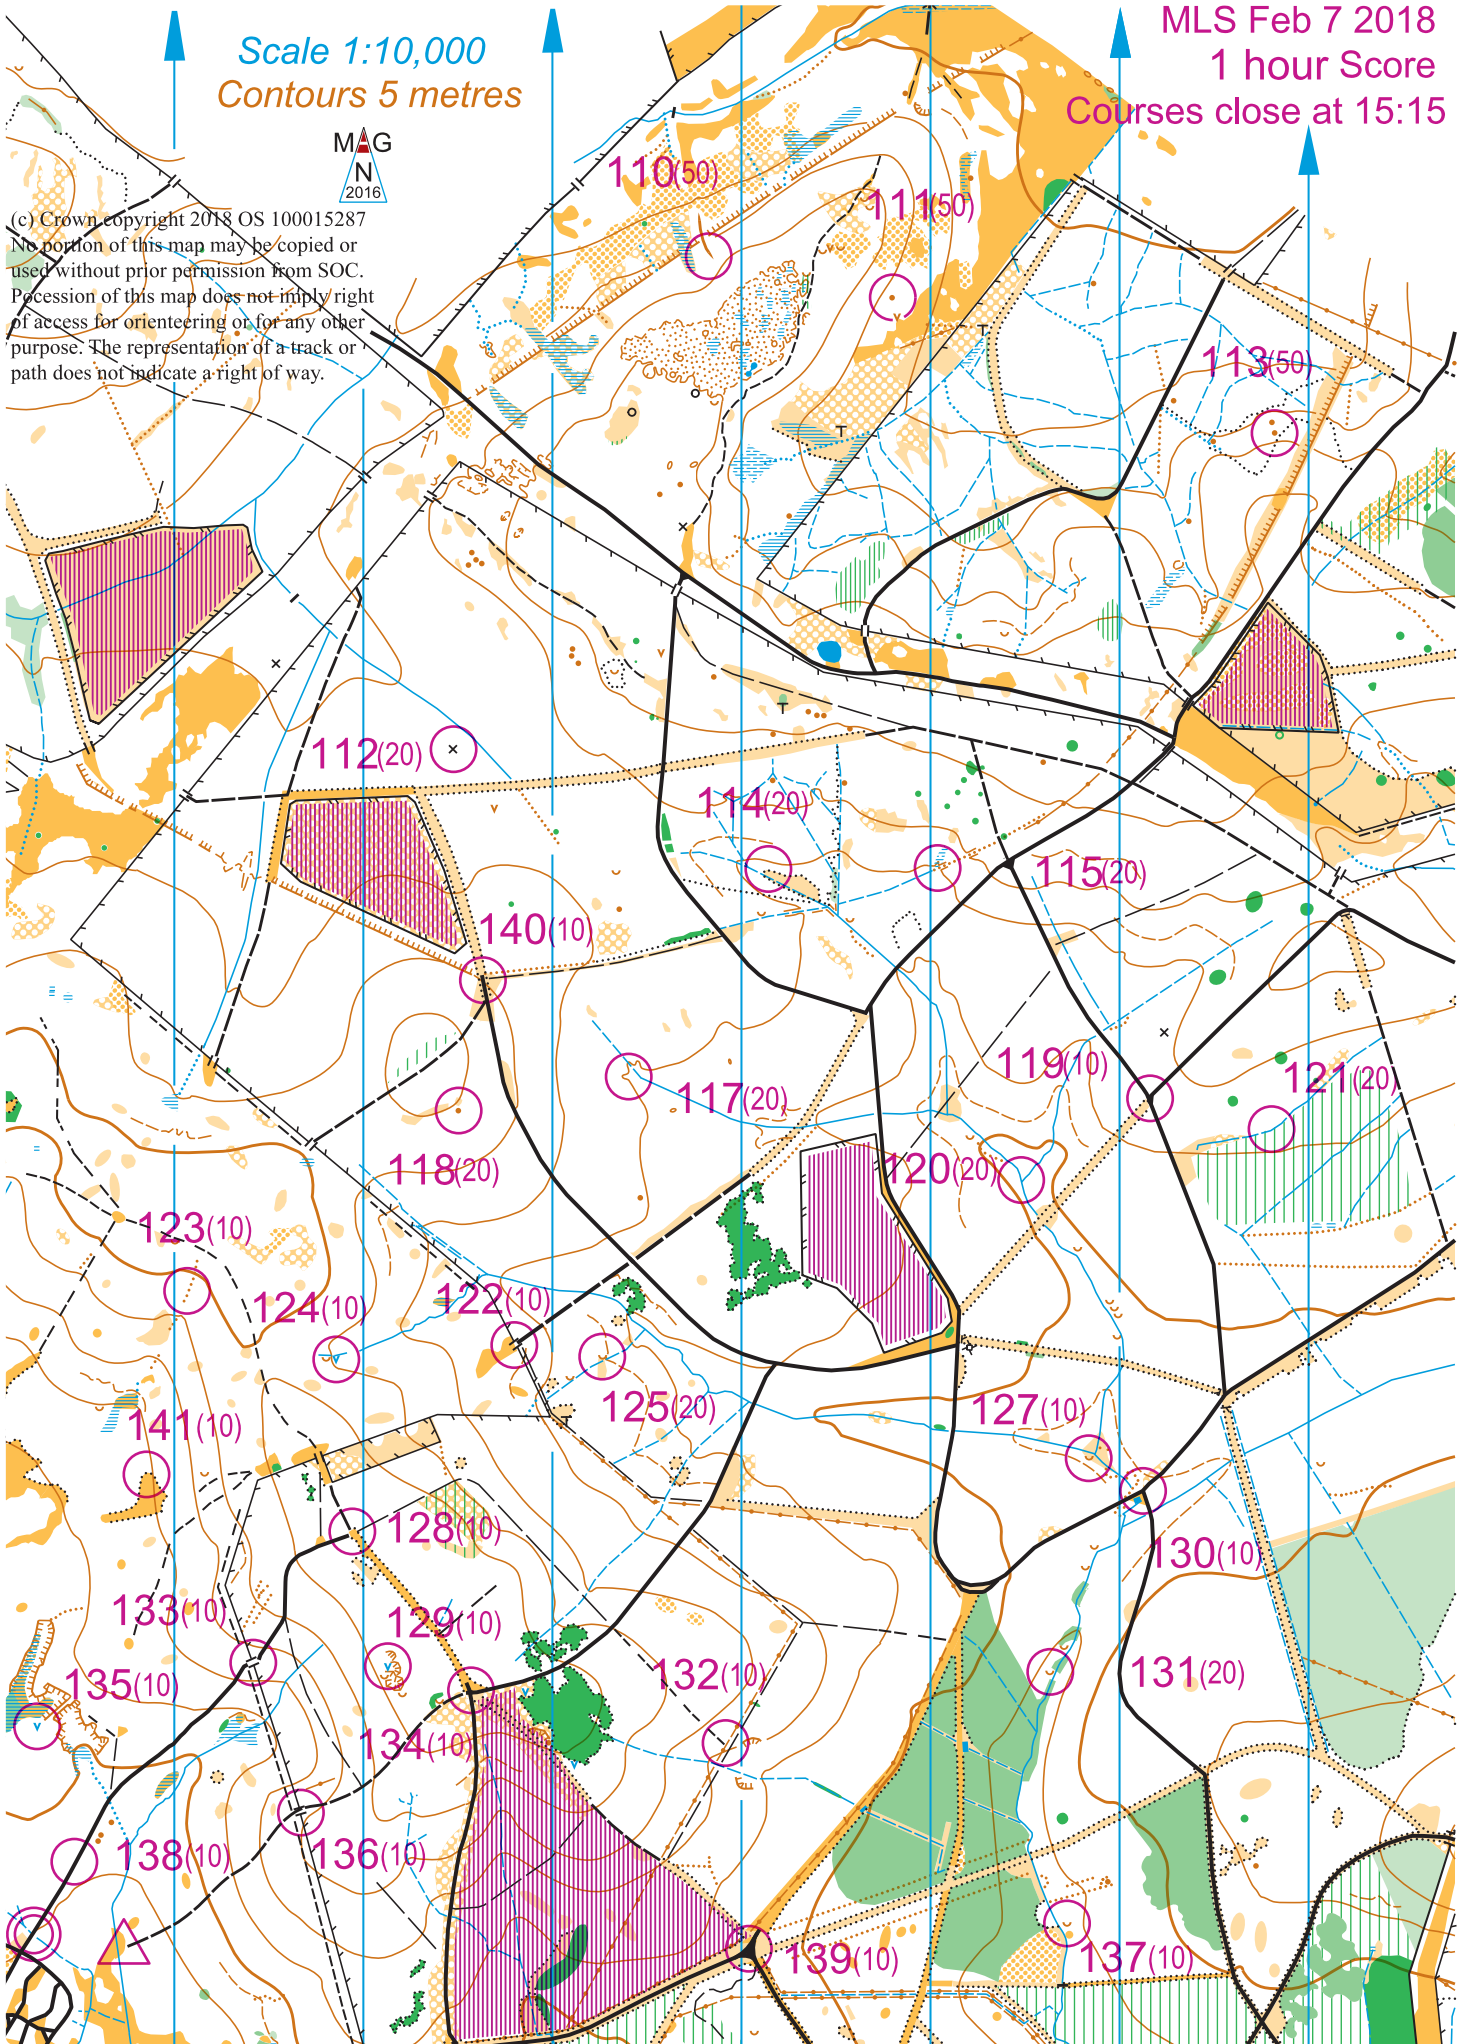 Scale 1:10,000
Contours 5 metres
MAG
N
2016
MLS Feb 7 2018
1 hour Score
Courses close at 15:15
(c) Crown copyright 2018 OS 100015287
No portion of this map may be copied or
used without prior permission from SOC.
Pocession of this map does not imply right
of access for orienteering or for any other
purpose. The representation of a track or
path does not indicate a right of way.
110(50)
111(50)
113(50)
112(20)
114(20)
115(20)
140(10)
119(10)
121(20)
117(20)
118(20)
120(20)
123(10)
124(10)
122(10)
125(20)
127(10)
141(10)
128(10)
130(10)
133(10)
129(10)
135(10)
132(10)
131(20)
134(10)
138(10)
136(10)
139(10)
137(10)